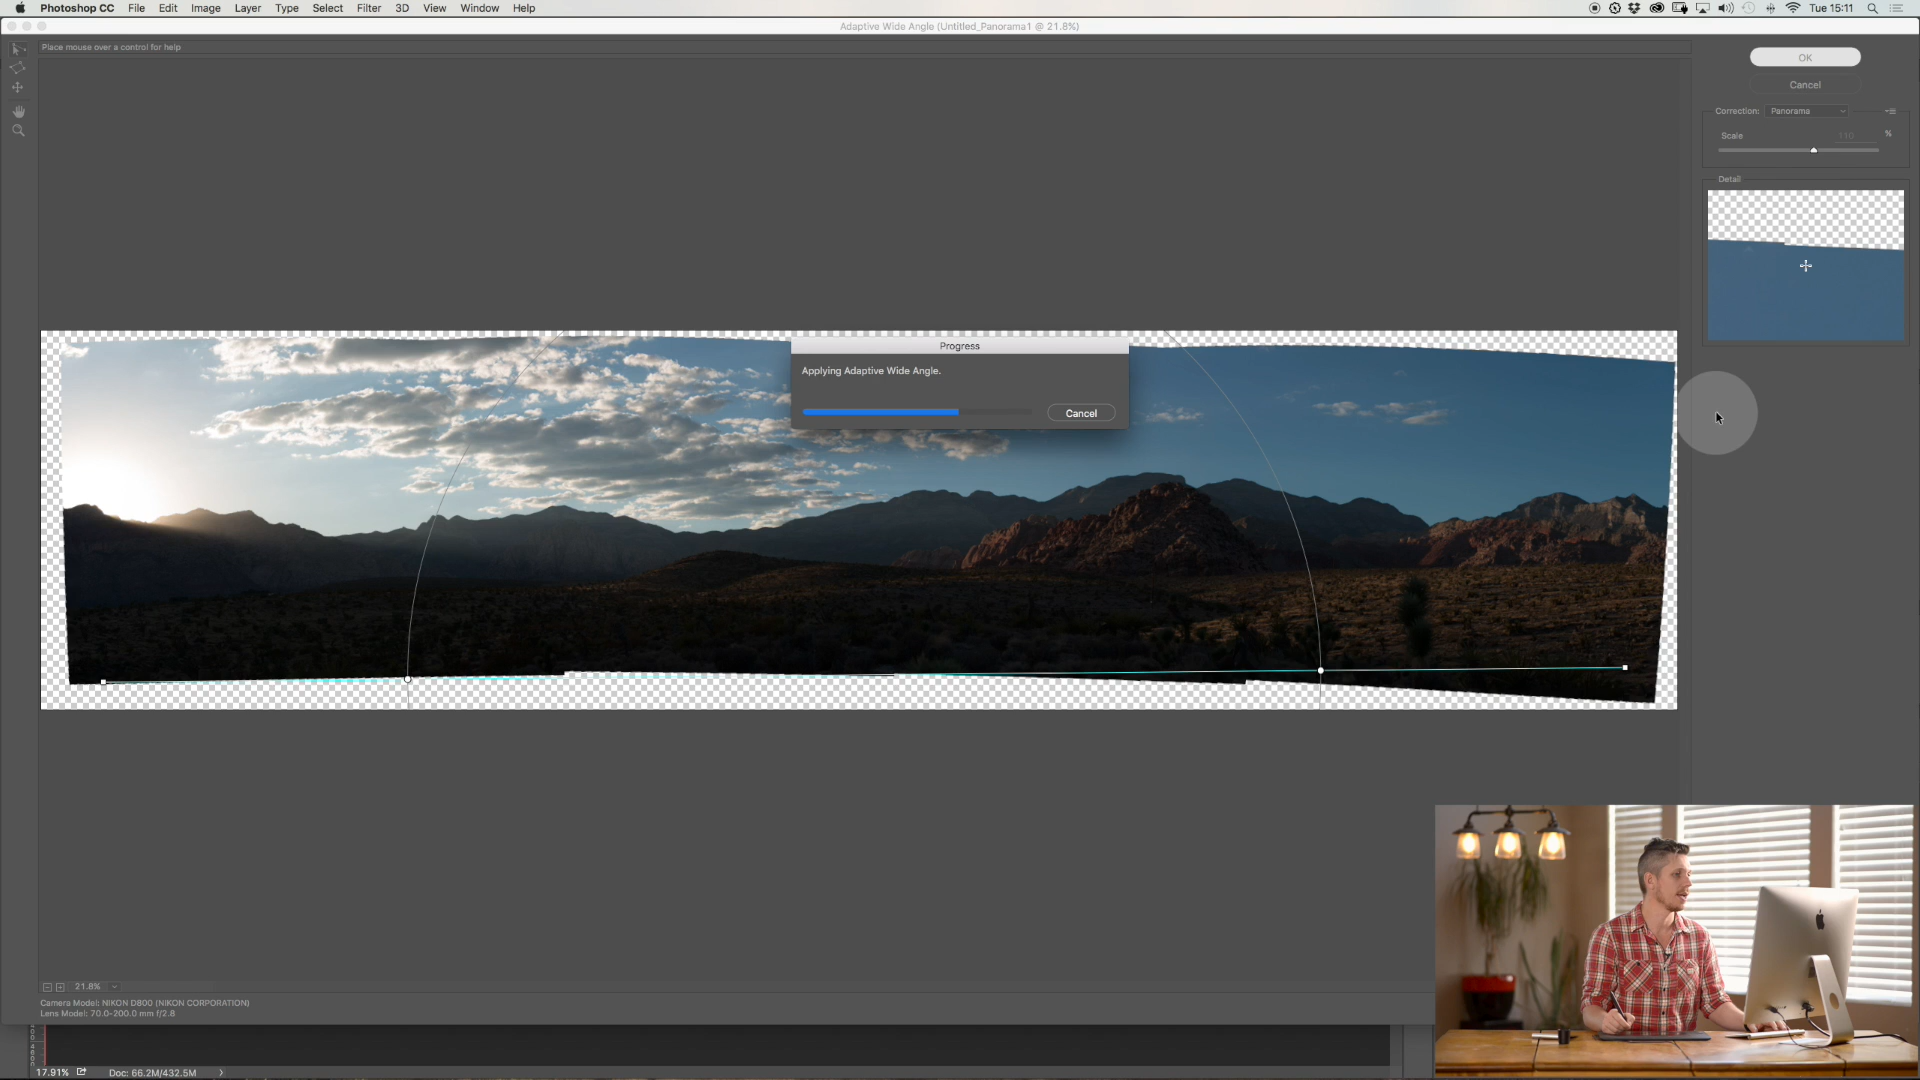 Photoshop CC File Edit Image Layer Type Select Filter 3D View Window Help Tue 15:11
Adaptive Wide Angle (Untitled_Panorama1 @ 21.8%)
Place mouse over a control for help
OK
Cancel
Correction: Panorama
Scale 110 %
Detail
Progress
Applying Adaptive Wide Angle.
Cancel
21.8%
Camera Model: NIKON D800 (NIKON CORPORATION)
Lens Model: 70.0-200.0 mm f/2.8
17.91% Doc: 66.2M/432.5M